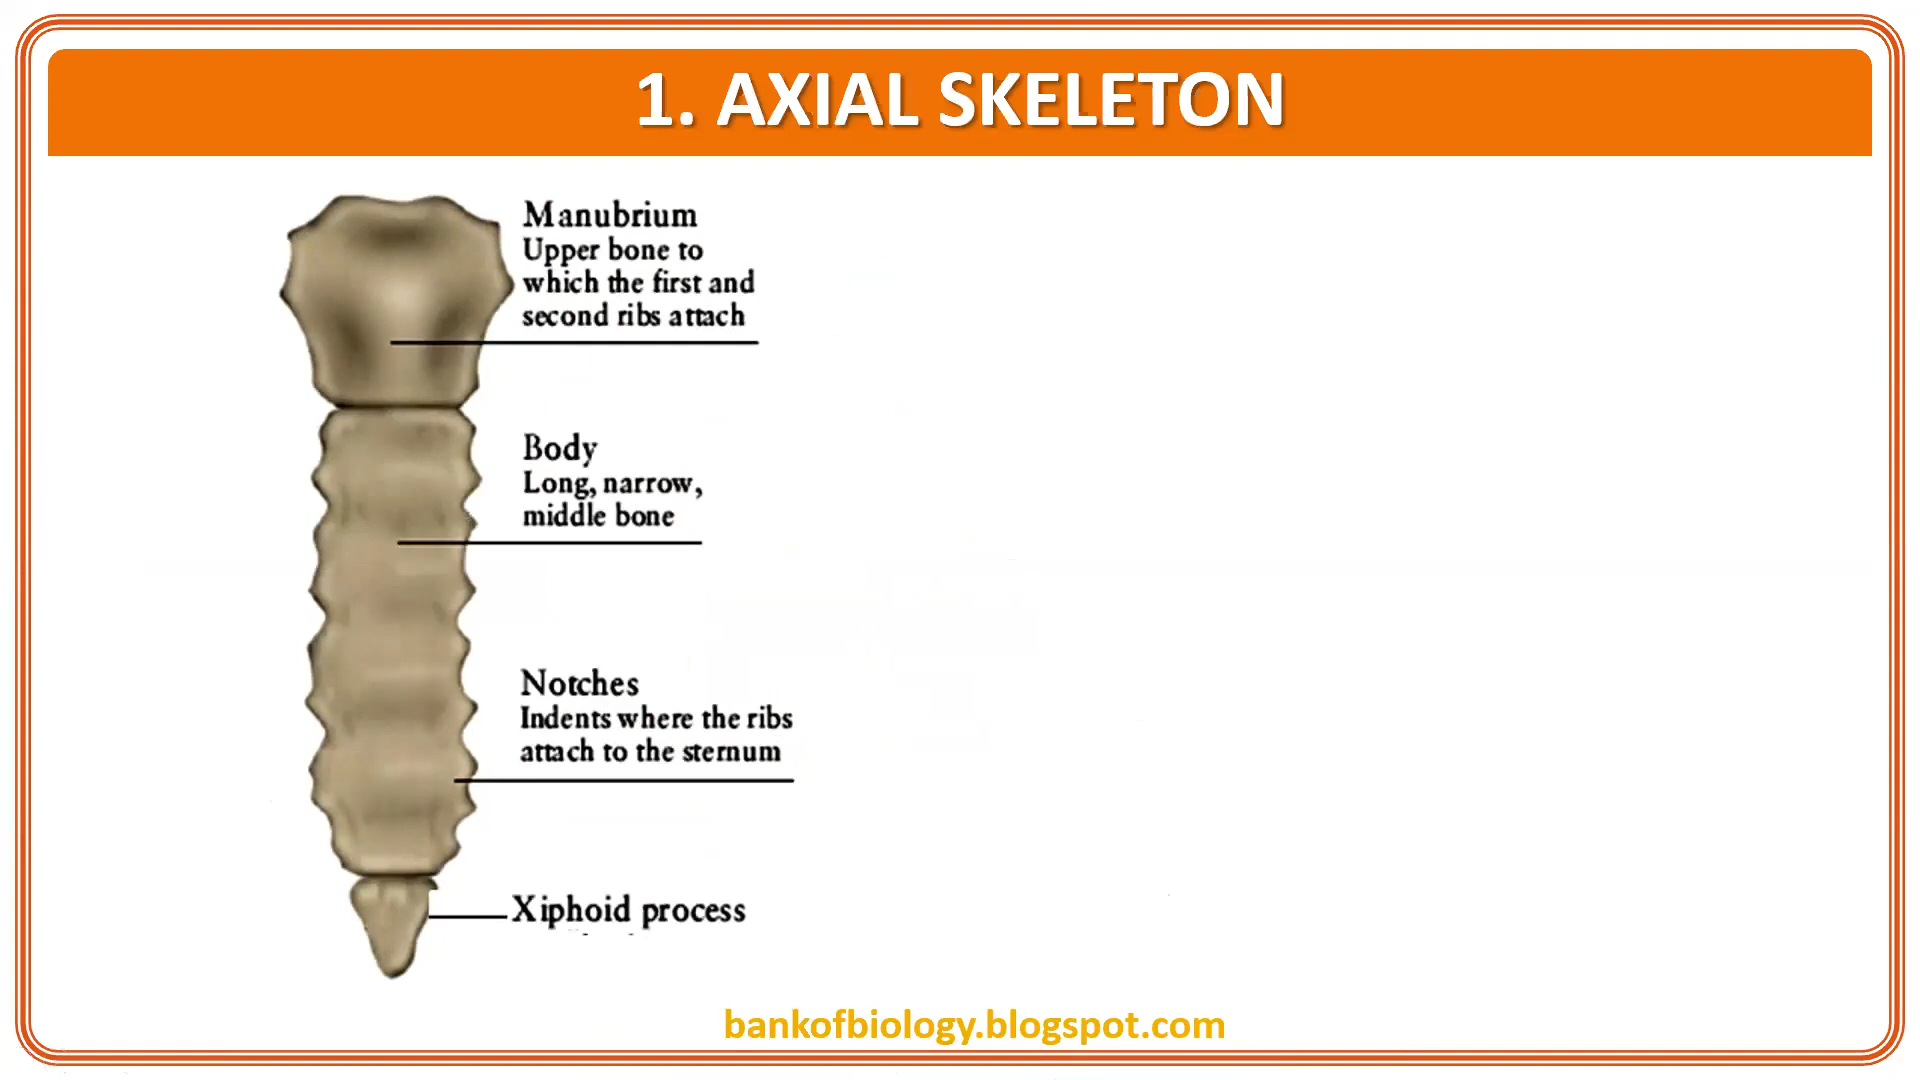 1. AXIAL SKELETON
Manubrium
Upper bone to
which the first and
second ribs attach
Body
Long, narrow,
middle bone
Notches
Indents where the ribs
attach to the sternum
Xiphoid process
bankofbiology.blogspot.com